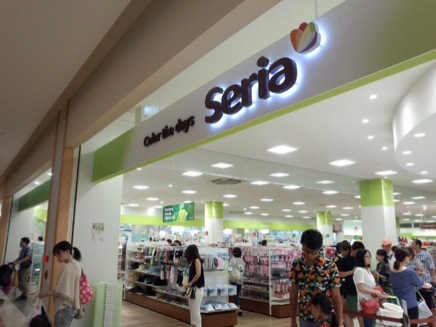 Color the days
Seria